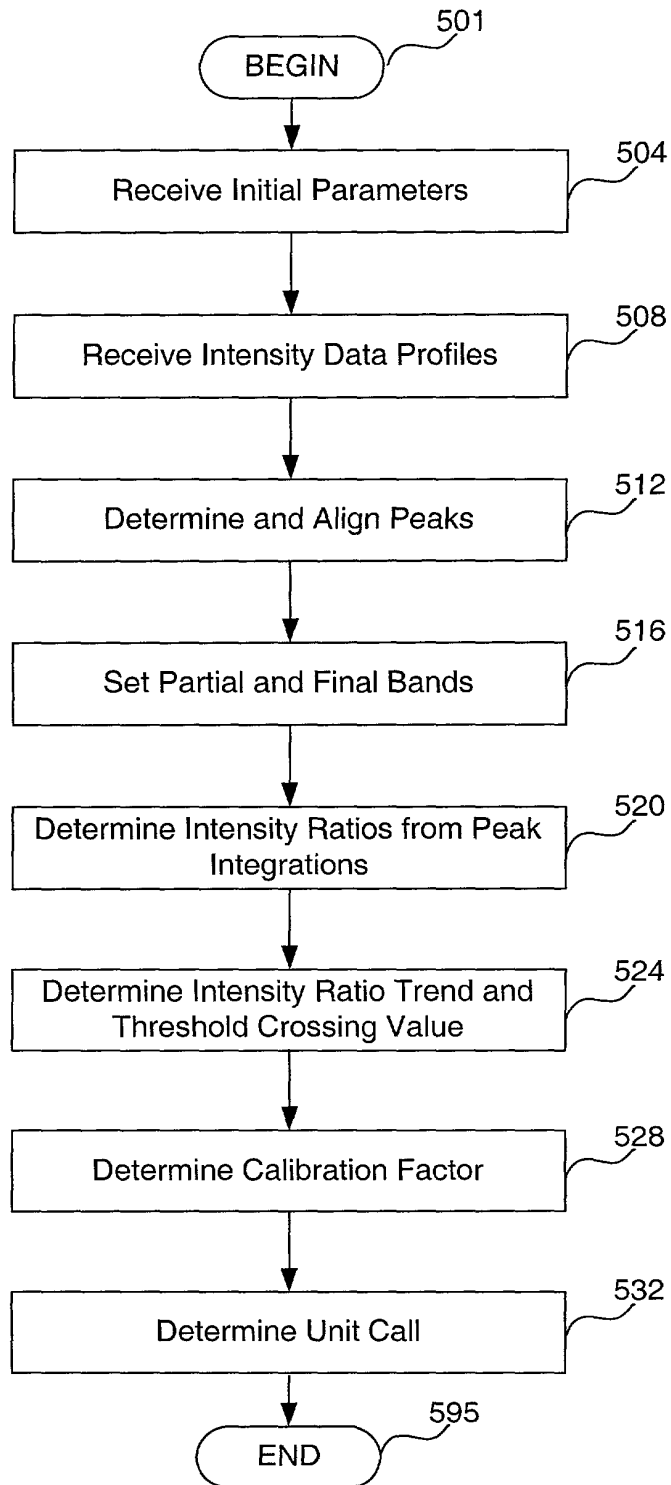 501
BEGIN
504
Receive Initial Parameters
508
Receive Intensity Data Profiles
512
Determine and Align Peaks
516
Set Partial and Final Bands
520
Determine Intensity Ratios from Peak
Integrations
524
Determine Intensity Ratio Trend and
Threshold Crossing Value
528
Determine Calibration Factor
532
Determine Unit Call
595
END